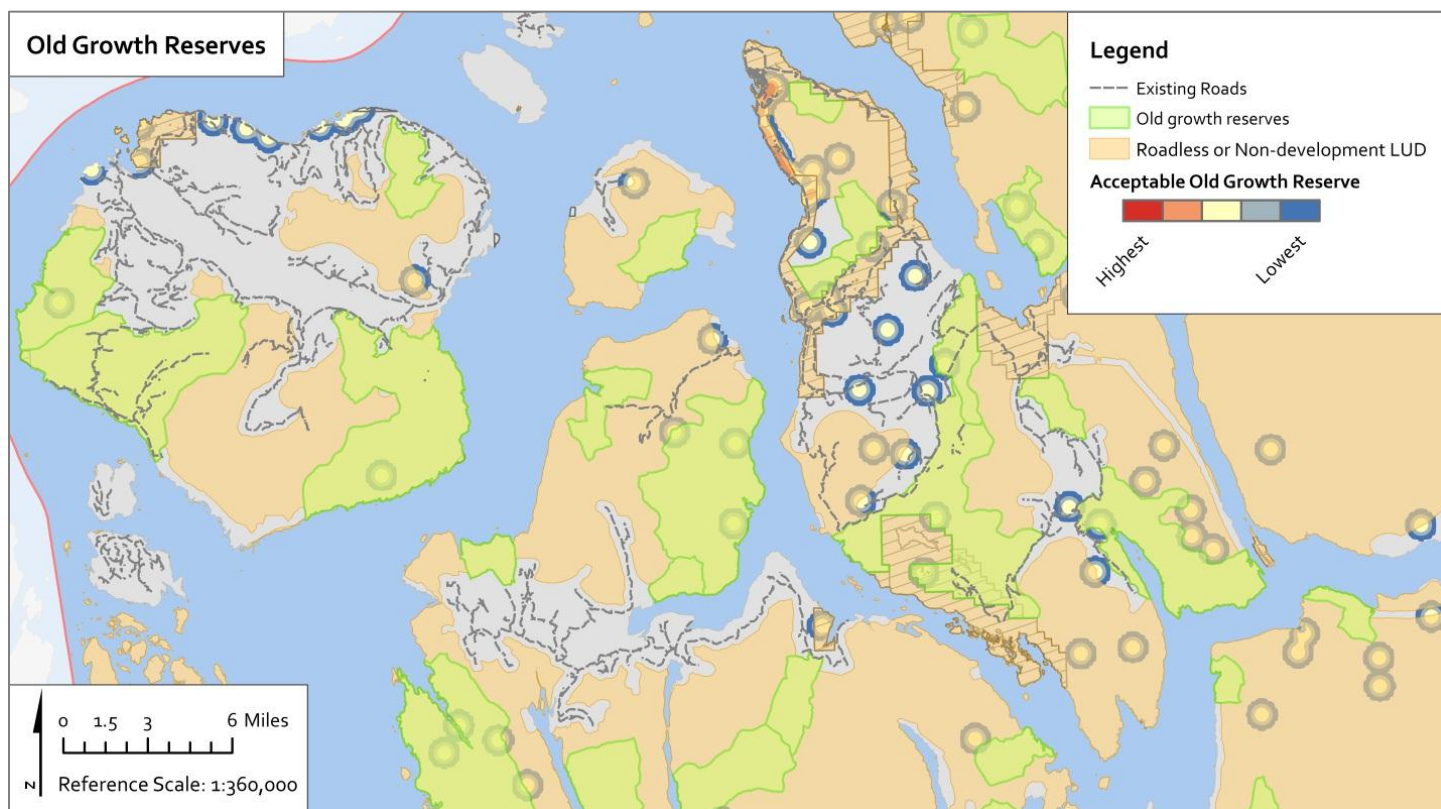 Old Growth Reserves
Legend
Existing Roads
Old growth reserves
Roadless or Non-development LUD
Acceptable Old Growth Reserve
Highest
Lowest
N
0 1.5 3 6 Miles
Reference Scale: 1:360,000